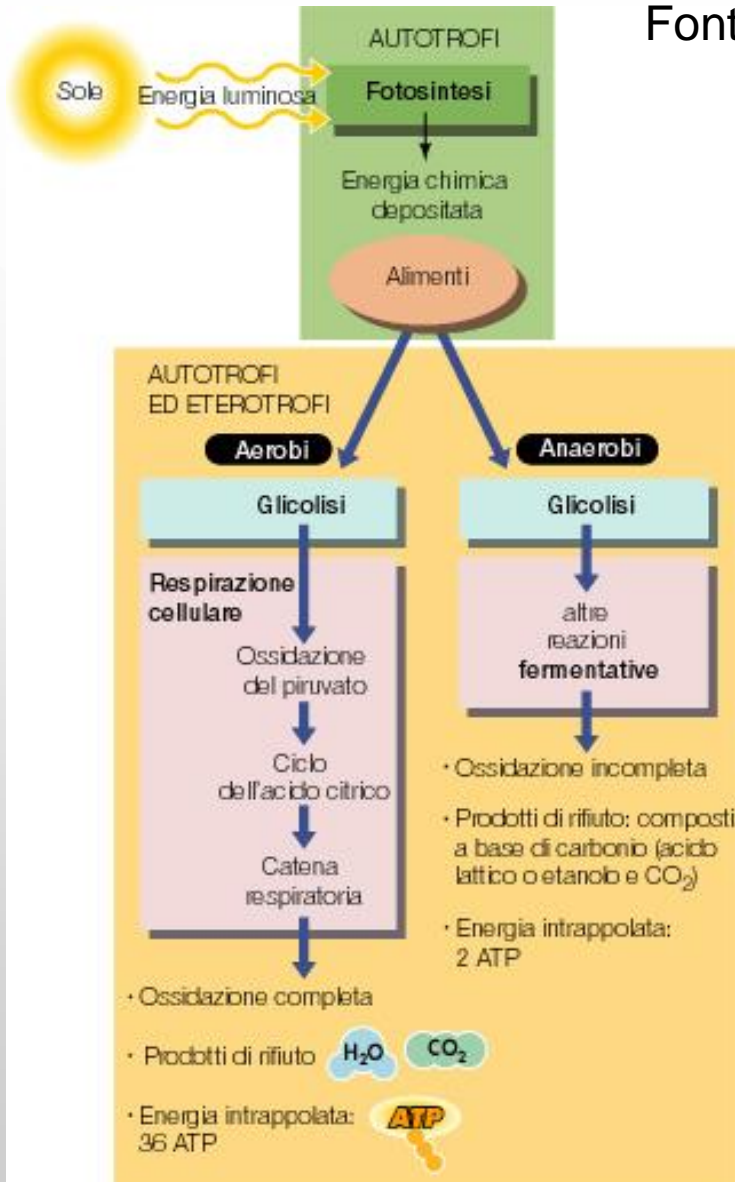 Font
AUTOTROFI
Sole
Energia luminosa
Fotosintesi
Energia chimica
depositata
Alimenti
AUTOTROFI
ED ETEROTROFI
Aerobi
Glicolisi
Respirazione
cellulare
Ossidazione
del piruvato
Ciclo
dell'acido citrico
Catena
respiratoria
• Ossidazione completa
• Prodotti di rifiuto H₂O CO₂
• Energia intrappolata: ATP
36 ATP
Anaerobi
Glicolisi
altre
reazioni
fermentative
• Ossidazione incompleta
• Prodotti di rifiuto: composti
a base di carbonio (acido
lattico o etanolo e CO₂)
• Energia intrappolata:
2 ATP